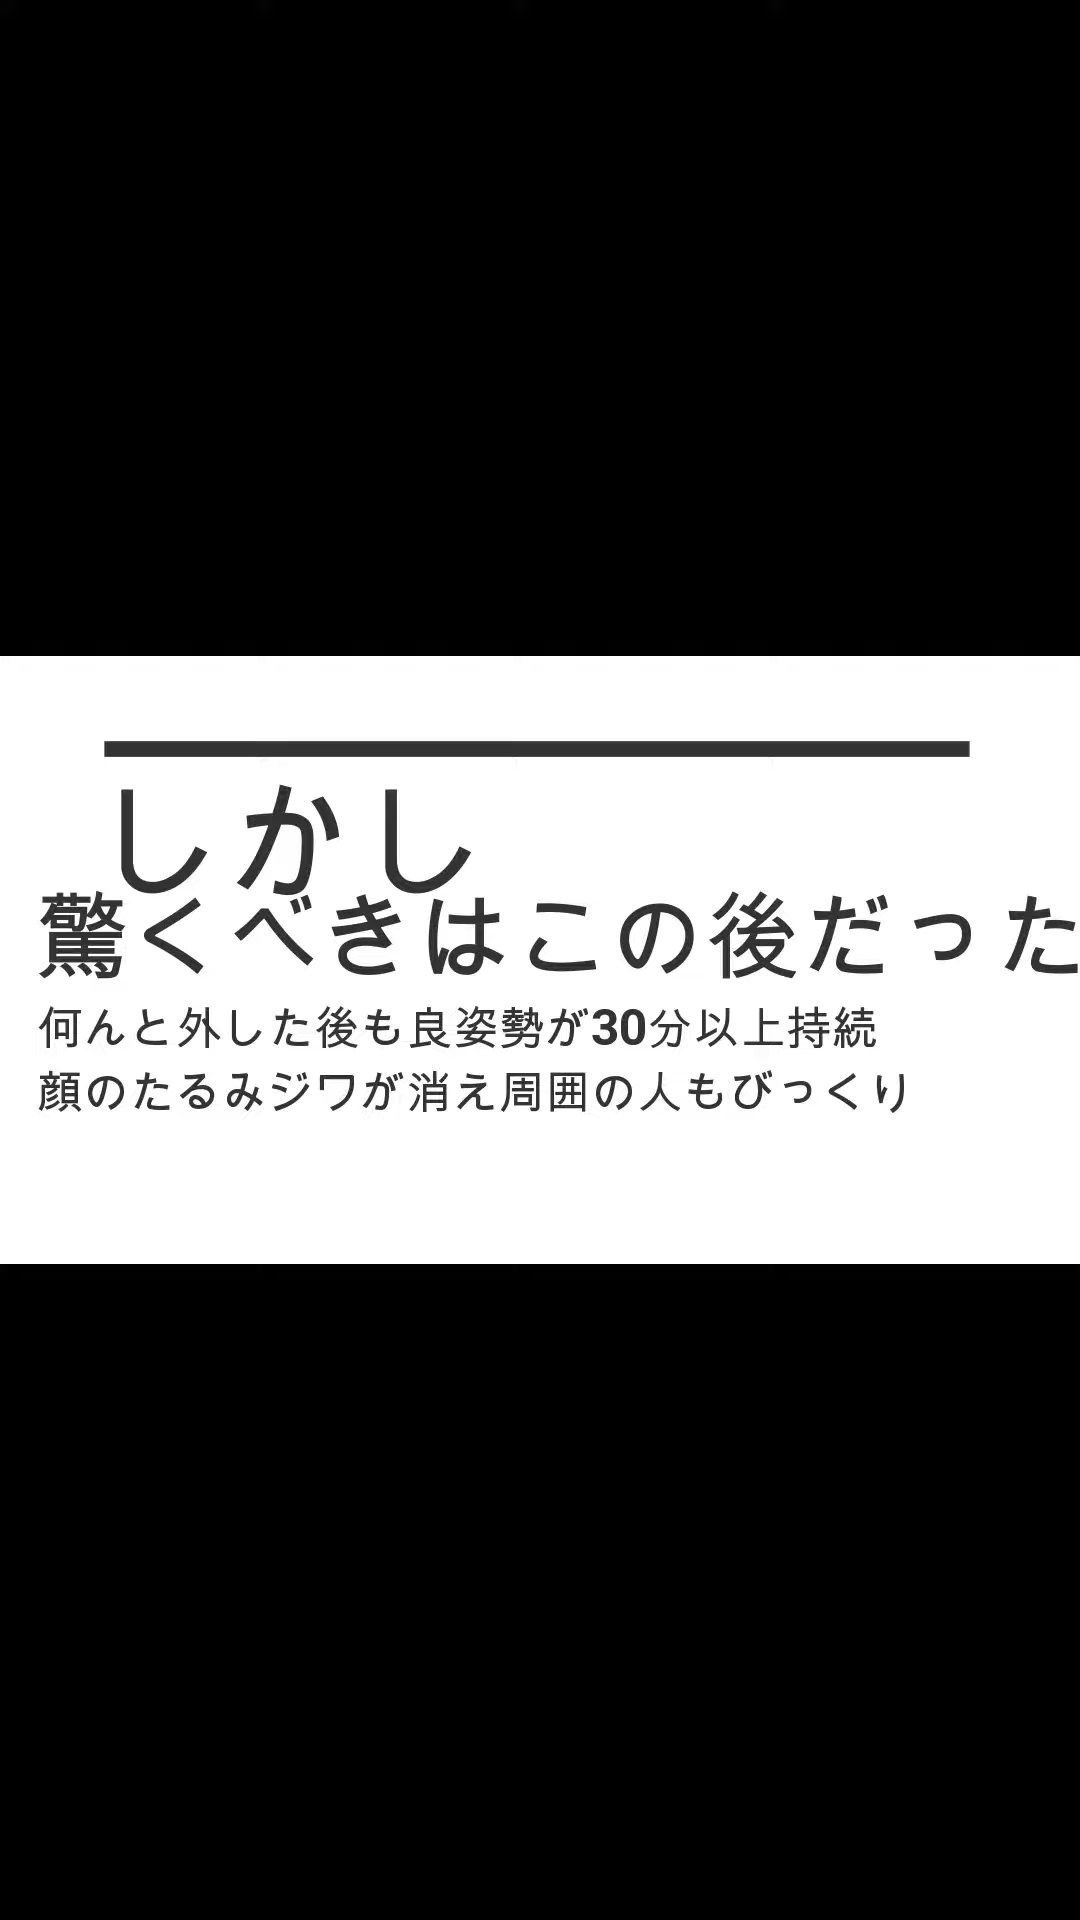 しかし
驚くべきはこの後だった
何んと外した後も良姿勢が30分以上持続
顔のたるみジワが消え周囲の人もびっくり